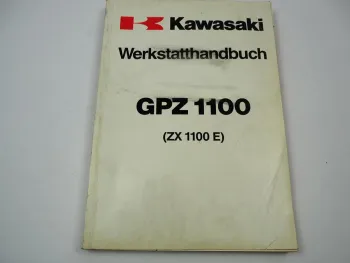 Kawasaki
Werkstatthandbuch
GPZ 1100
(ZX 1100 E)